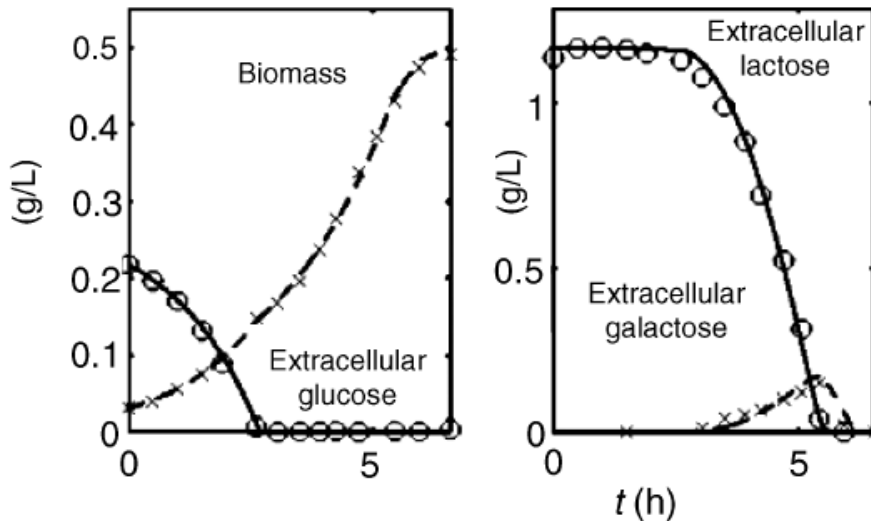 (g/L)
0.5
0.4
0.3
0.2
0.1
0
0
5
Biomass
Extracellular
glucose
(g/L)
1
0.5
0
0
5
Extracellular
lactose
Extracellular
galactose
t (h)